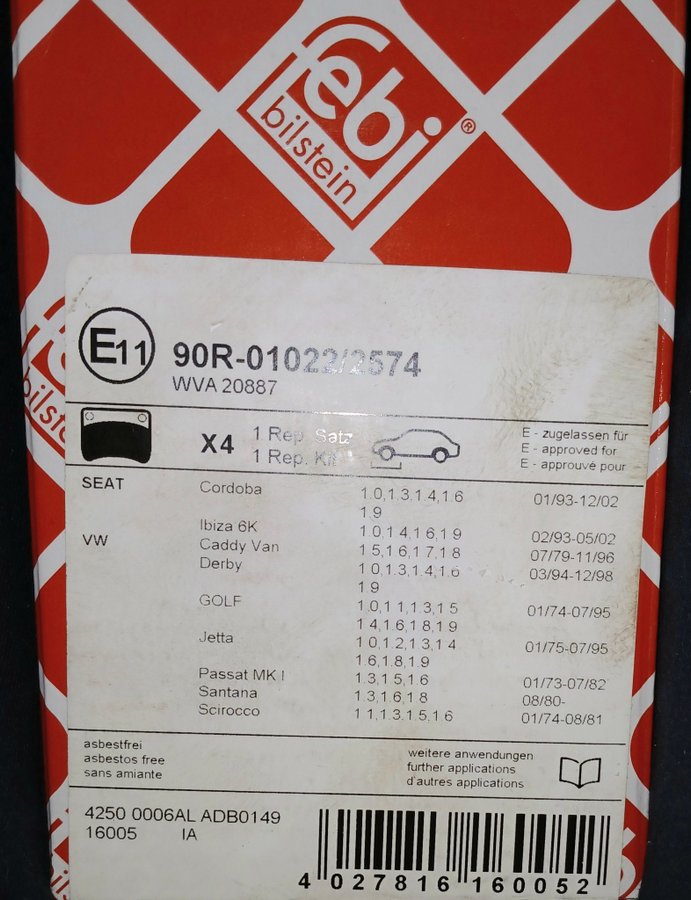 febi®
bilstein
E11
90R-01022/2574
WVA 20887
X4
1 Rep. Satz
1 Rep. Kit
E - zugelassen für
E - approved for
E - approuvé pour
SEAT Cordoba 1.0,1.3,1.4,1.6 01/93-12/02
1.9
Ibiza 6K 1.0,1.4,1.6,1.9 02/93-05/02
VW Caddy Van 1.5,1.6,1.7,1.8 07/79-11/96
Derby 1.0,1.3,1.4,1.6 03/94-12/98
1.9
GOLF 1.0,1.1,1.3,1.5 01/74-07/95
1.4,1.6,1.8,1.9
Jetta 1.0,1.2,1.3,1.4 01/75-07/95
1.6,1.8,1.9
Passat MK I 1.3,1.5,1.6 01/73-07/82
Santana 1.3,1.6,1.8 08/80-
Scirocco 1.1,1.3,1.5,1.6 01/74-08/81
asbestfrei
asbestos free
sans amiante
weitere anwendungen
further applications
d'autres applications
4250 0006AL ADB0149
16005 IA
4 027816 160052